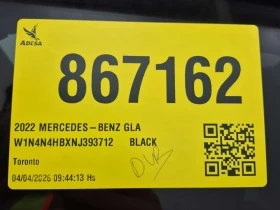 ADESA
867162
2022 MERCEDES-BENZ GLA
W1N4N4HBXNJ393712 BLACK
Toronto
04/04/2026 09:44:13 Hs